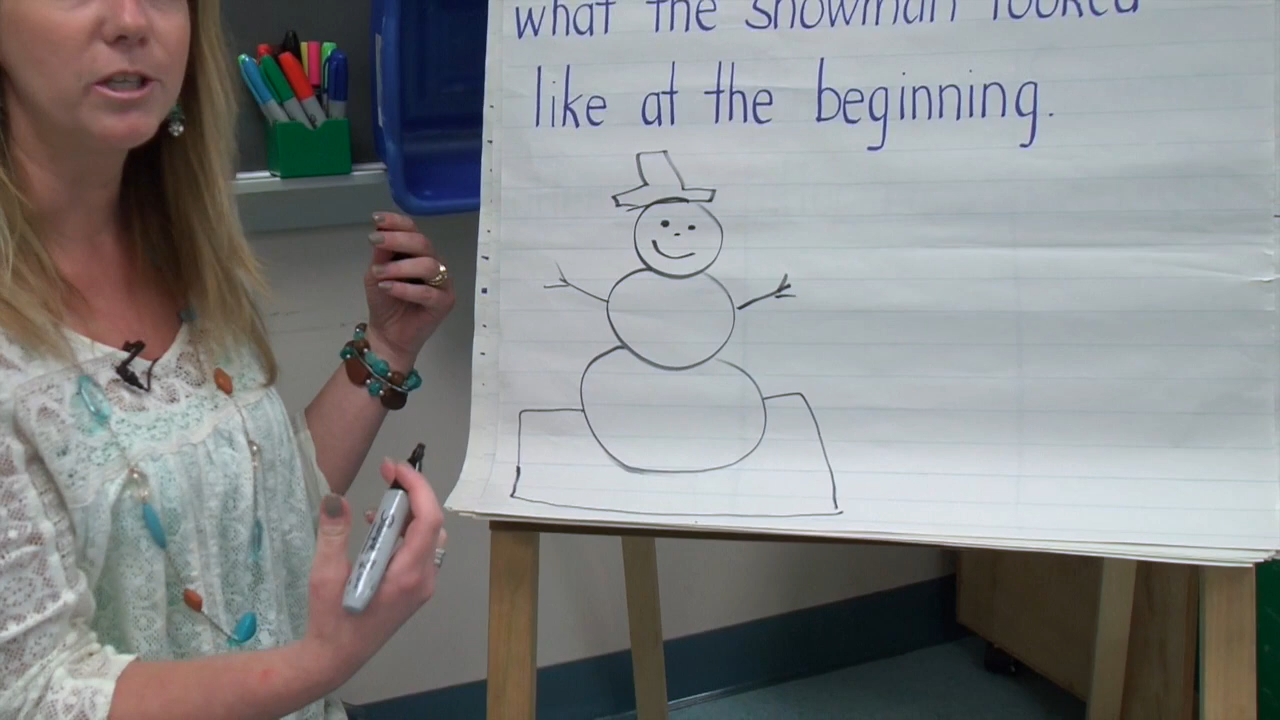 what the snowman looked
like at the beginning.